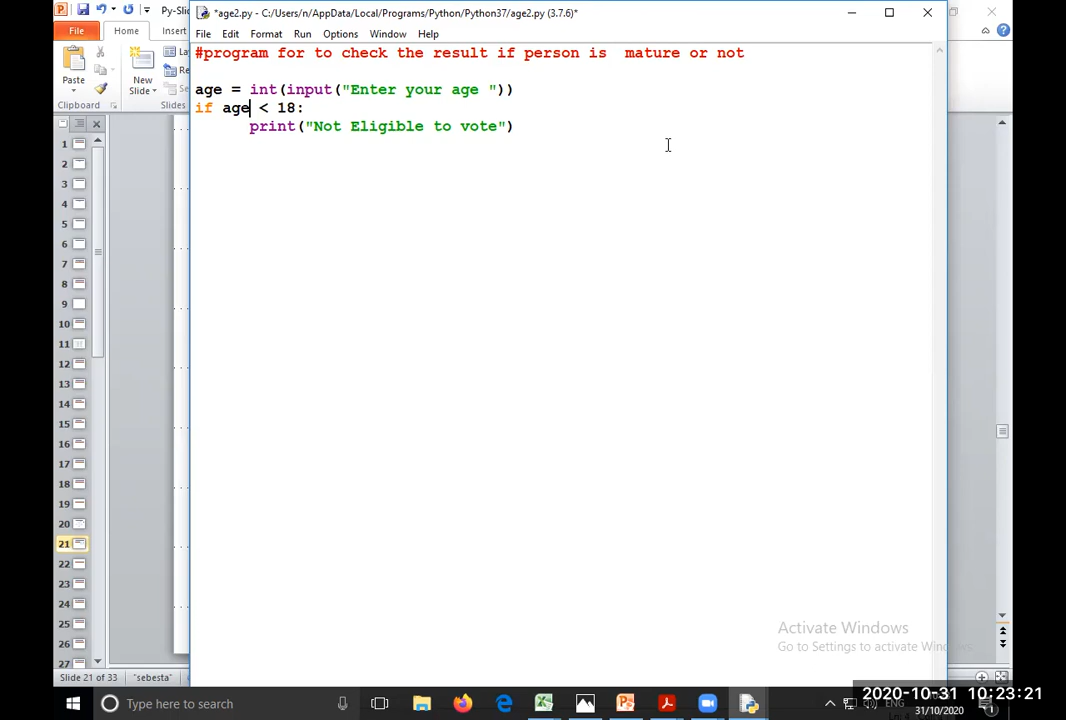 *age2.py - C:/Users/n/AppData/Local/Programs/Python/Python37/age2.py (3.7.6)*
Py-Slid
File Home Insert
File Edit Format Run Options Window Help
#program for to check the result if person is  mature or not
age = int(input("Enter your age "))
if age < 18:
print("Not Eligible to vote")
Paste
New
Slide
Clipboard
1
2
3
4
5
6
7
8
9
10
11
12
13
14
15
16
17
18
19
20
21
22
23
24
25
26
27
Activate Windows
Go to Settings to activate Windows.
Slide 21 of 33 "sebesta"
Type here to search
2020-10-31 10:23:21
31/10/2020
1